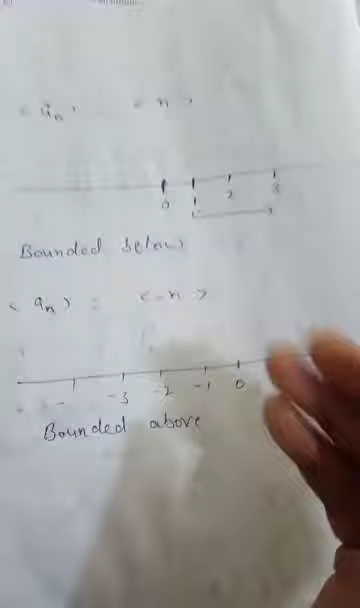 < aₙ > = < n >
0 1 2 3
Bounded below
< aₙ > = < -n >
-3 -2 -1 0
Bounded above